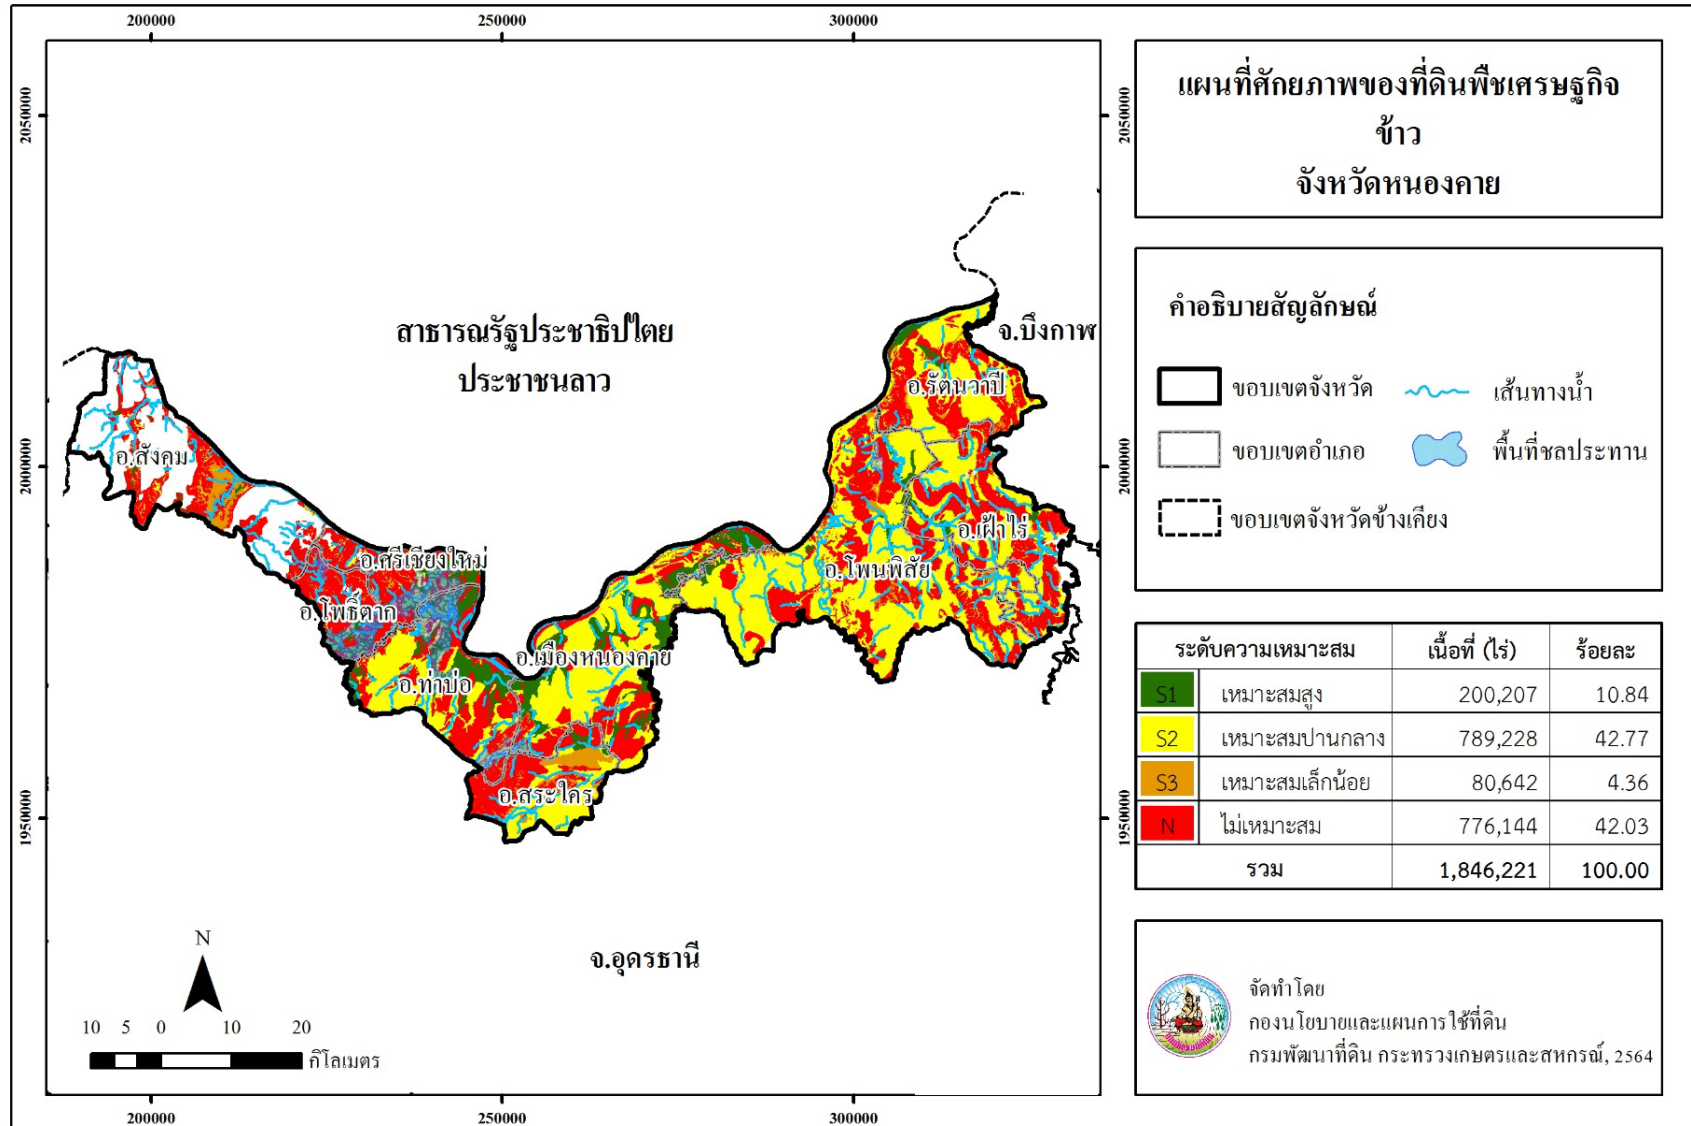 200000 250000 300000
2050000 2050000
2000000 2000000
1950000 1950000
สาธารณรัฐประชาธิปไตย
ประชาชนลาว
จ.บึงกาฬ
อ.รัตนวาปี
อ.สังคม
อ.เฝ้าไร่
อ.ศรีเชียงใหม่
อ.โพนพิสัย
อ.โพธิ์ตาก
อ.เมืองหนองคาย
อ.ท่าบ่อ
อ.สระใคร
จ.อุดรธานี
N
10 5 0 10 20
กิโลเมตร
200000 250000 300000
แผนที่ศักยภาพของที่ดินพืชเศรษฐกิจ
ข้าว
จังหวัดหนองคาย
คำอธิบายสัญลักษณ์
ขอบเขตจังหวัด เส้นทางน้ำ
ขอบเขตอำเภอ พื้นที่ชลประทาน
ขอบเขตจังหวัดข้างเคียง
ระดับความเหมาะสม เนื้อที่ (ไร่) ร้อยละ
S1 เหมาะสมสูง 200,207 10.84
S2 เหมาะสมปานกลาง 789,228 42.77
S3 เหมาะสมเล็กน้อย 80,642 4.36
N ไม่เหมาะสม 776,144 42.03
รวม 1,846,221 100.00
จัดทำโดย
กองนโยบายและแผนการใช้ที่ดิน
กรมพัฒนาที่ดิน กระทรวงเกษตรและสหกรณ์, 2564